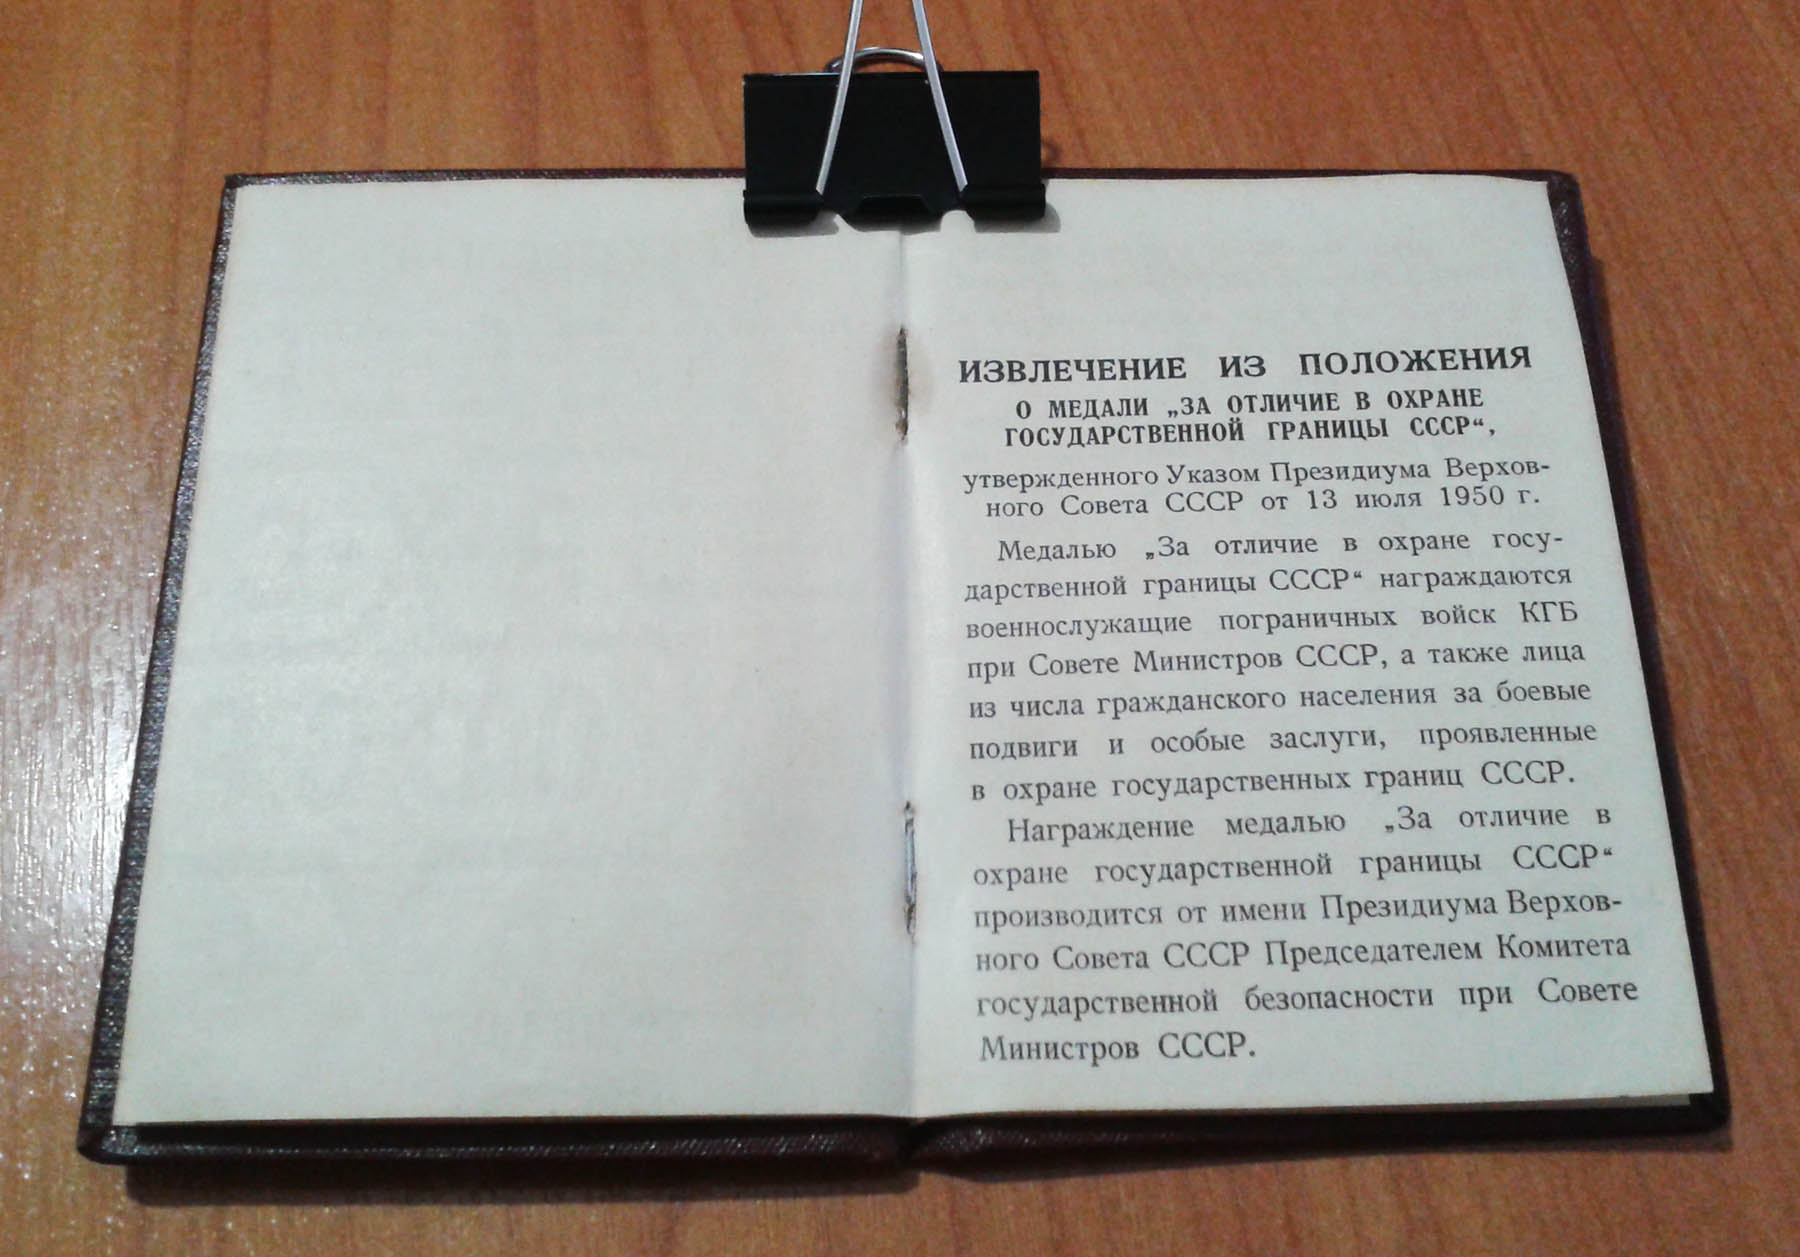 ИЗВЛЕЧЕНИЕ ИЗ ПОЛОЖЕНИЯ
О МЕДАЛИ „ЗА ОТЛИЧИЕ В ОХРАНЕ
ГОСУДАРСТВЕННОЙ ГРАНИЦЫ СССР“,
утвержденного Указом Президиума Верхов-
ного Совета СССР от 13 июля 1950 г.
Медалью „За отличие в охране госу-
дарственной границы СССР“ награждаются
военнослужащие пограничных войск КГБ
при Совете Министров СССР, а также лица
из числа гражданского населения за боевые
подвиги и особые заслуги, проявленные
в охране государственных границ СССР.
Награждение медалью „За отличие в
охране государственной границы СССР“
производится от имени Президиума Верхов-
ного Совета СССР Председателем Комитета
государственной безопасности при Совете
Министров СССР.